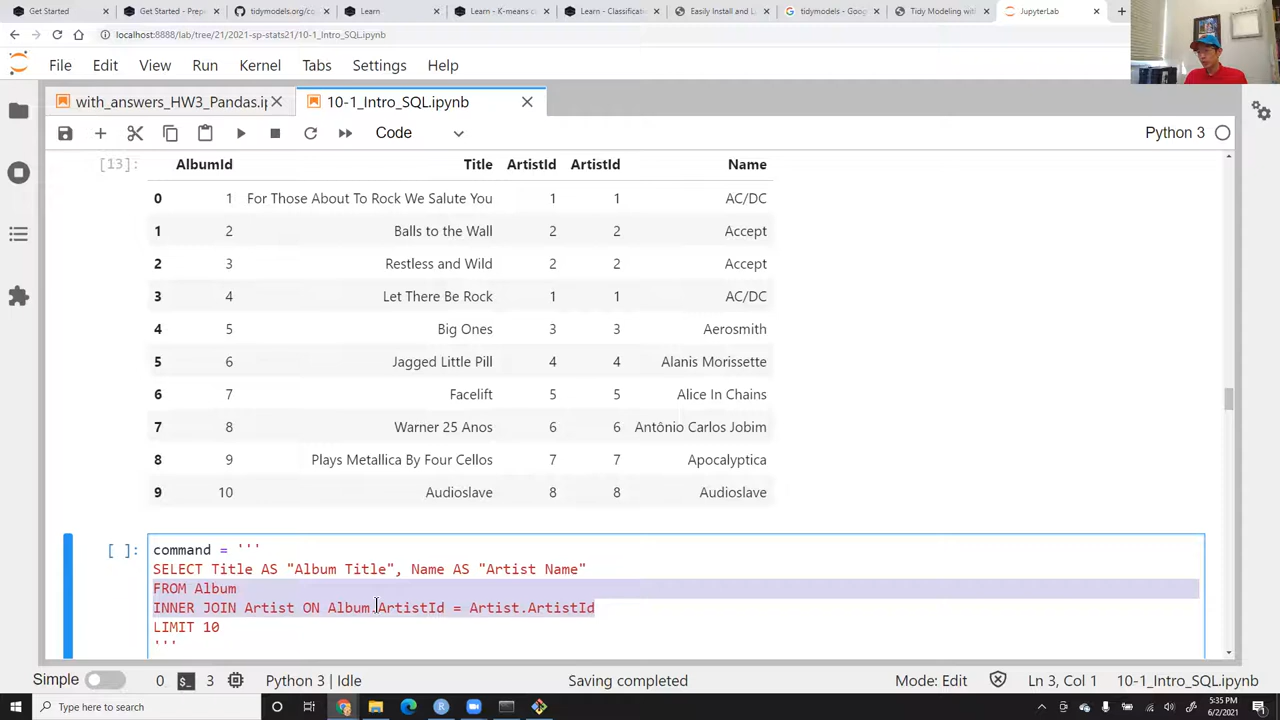 Get Started
Get Started - Prepe
tidymodels.org/co
Learn
Learn - K-means c
Learn - Classificat
Easily Install and L
tidymodels - Goog
Tidy Modeling with
JupyterLab
localhost:8888/lab/tree/21/2021-sp-stats21/10-1_Intro_SQL.ipynb
File Edit View Run Kernel Tabs Settings Help
with_answers_HW3_Pandas.ip 10-1_Intro_SQL.ipynb
Code Python 3
[13]: AlbumId Title ArtistId ArtistId Name
0 1 For Those About To Rock We Salute You 1 1 AC/DC
1 2 Balls to the Wall 2 2 Accept
2 3 Restless and Wild 2 2 Accept
3 4 Let There Be Rock 1 1 AC/DC
4 5 Big Ones 3 3 Aerosmith
5 6 Jagged Little Pill 4 4 Alanis Morissette
6 7 Facelift 5 5 Alice In Chains
7 8 Warner 25 Anos 6 6 Antônio Carlos Jobim
8 9 Plays Metallica By Four Cellos 7 7 Apocalyptica
9 10 Audioslave 8 8 Audioslave
[ ]: command = '''
SELECT Title AS "Album Title", Name AS "Artist Name"
FROM Album
INNER JOIN Artist ON Album.ArtistId = Artist.ArtistId
LIMIT 10
'''
Simple 0 3 Python 3 | Idle Saving completed Mode: Edit Ln 3, Col 1 10-1_Intro_SQL.ipynb
Type here to search
5:35 PM
6/2/2021